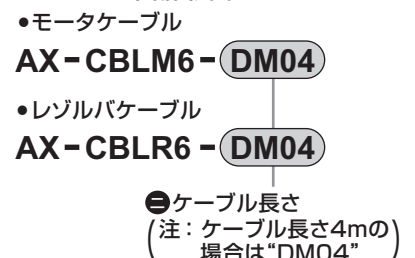 ●モータケーブル
AX-CBLM6-DM04
●レゾルバケーブル
AX-CBLR6-DM04
㊁ケーブル長さ
(注：ケーブル長さ4mの
場合は“DM04”)